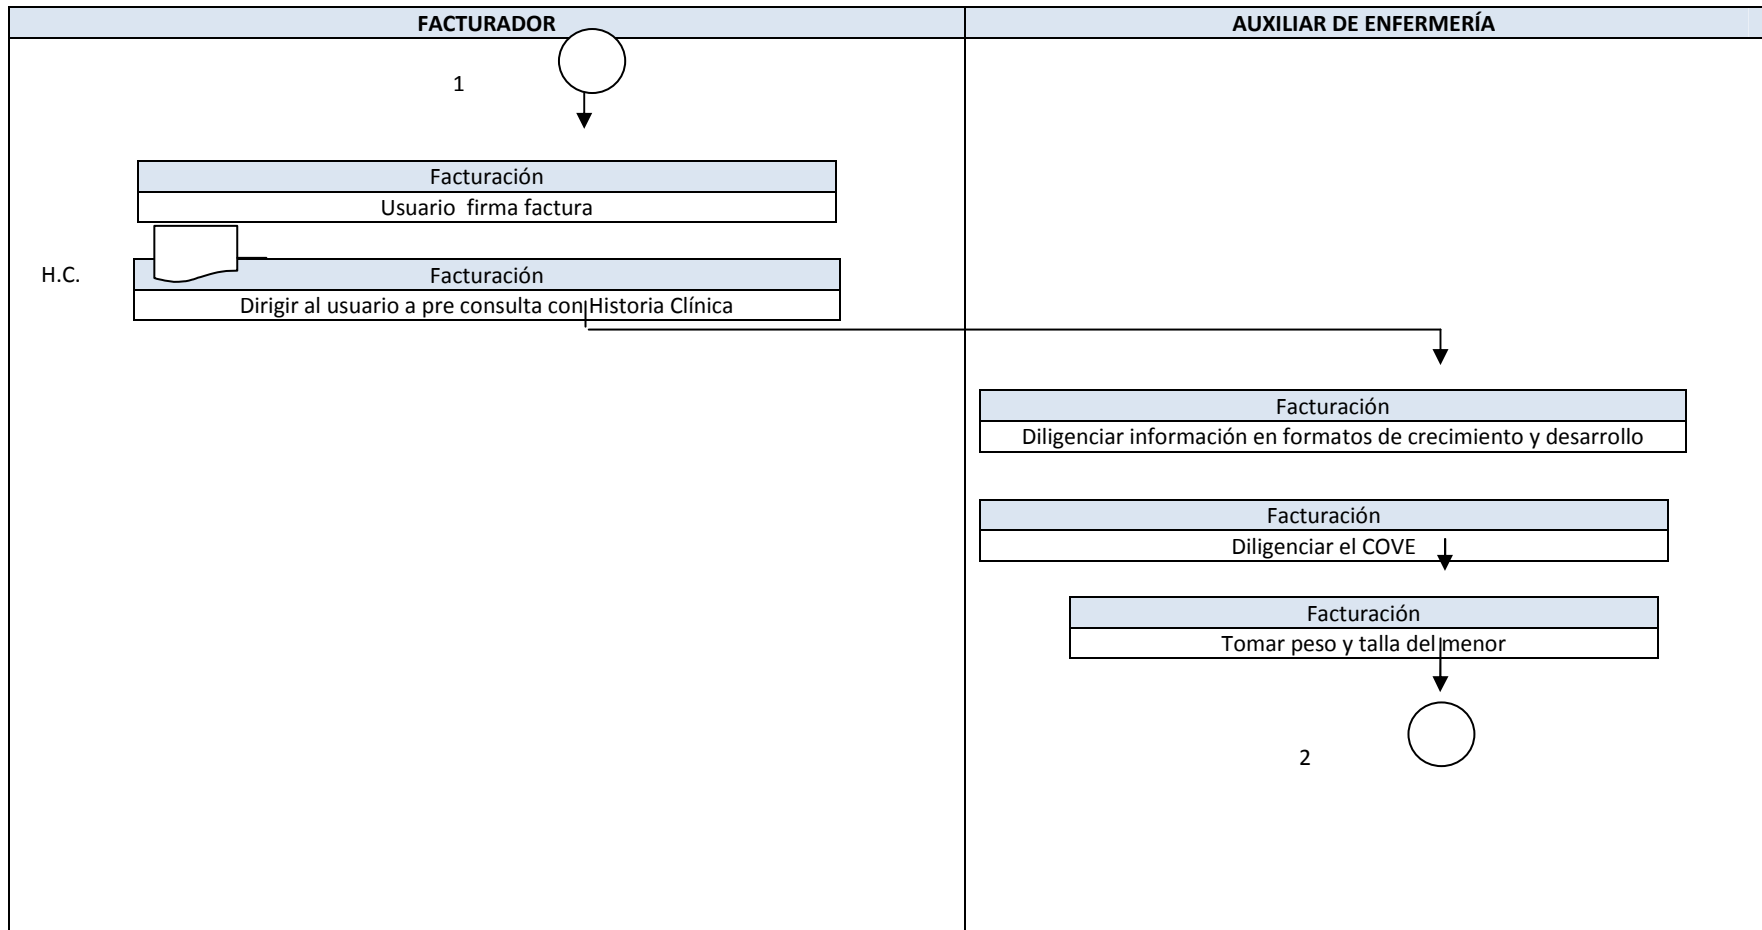 FACTURADOR
AUXILIAR DE ENFERMERÍA
1
Facturación
Usuario firma factura
H.C.
Facturación
Dirigir al usuario a pre consulta con Historia Clínica
Facturación
Diligenciar información en formatos de crecimiento y desarrollo
Facturación
Diligenciar el COVE
Facturación
Tomar peso y talla del menor
2